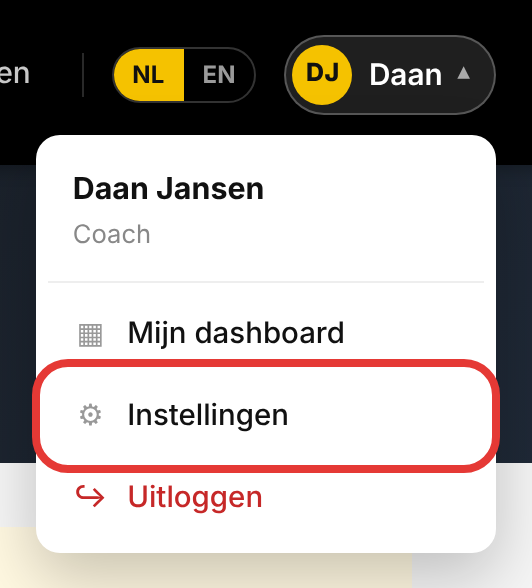 en
NL EN
DJ Daan
Daan Jansen
Coach
Mijn dashboard
Instellingen
Uitloggen